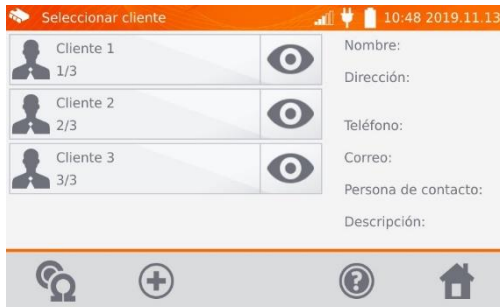 Seleccionar cliente
10:48 2019.11.13
Cliente 1
1/3
Cliente 2
2/3
Cliente 3
3/3
Nombre:
Dirección:
Teléfono:
Correo:
Persona de contacto:
Descripción: